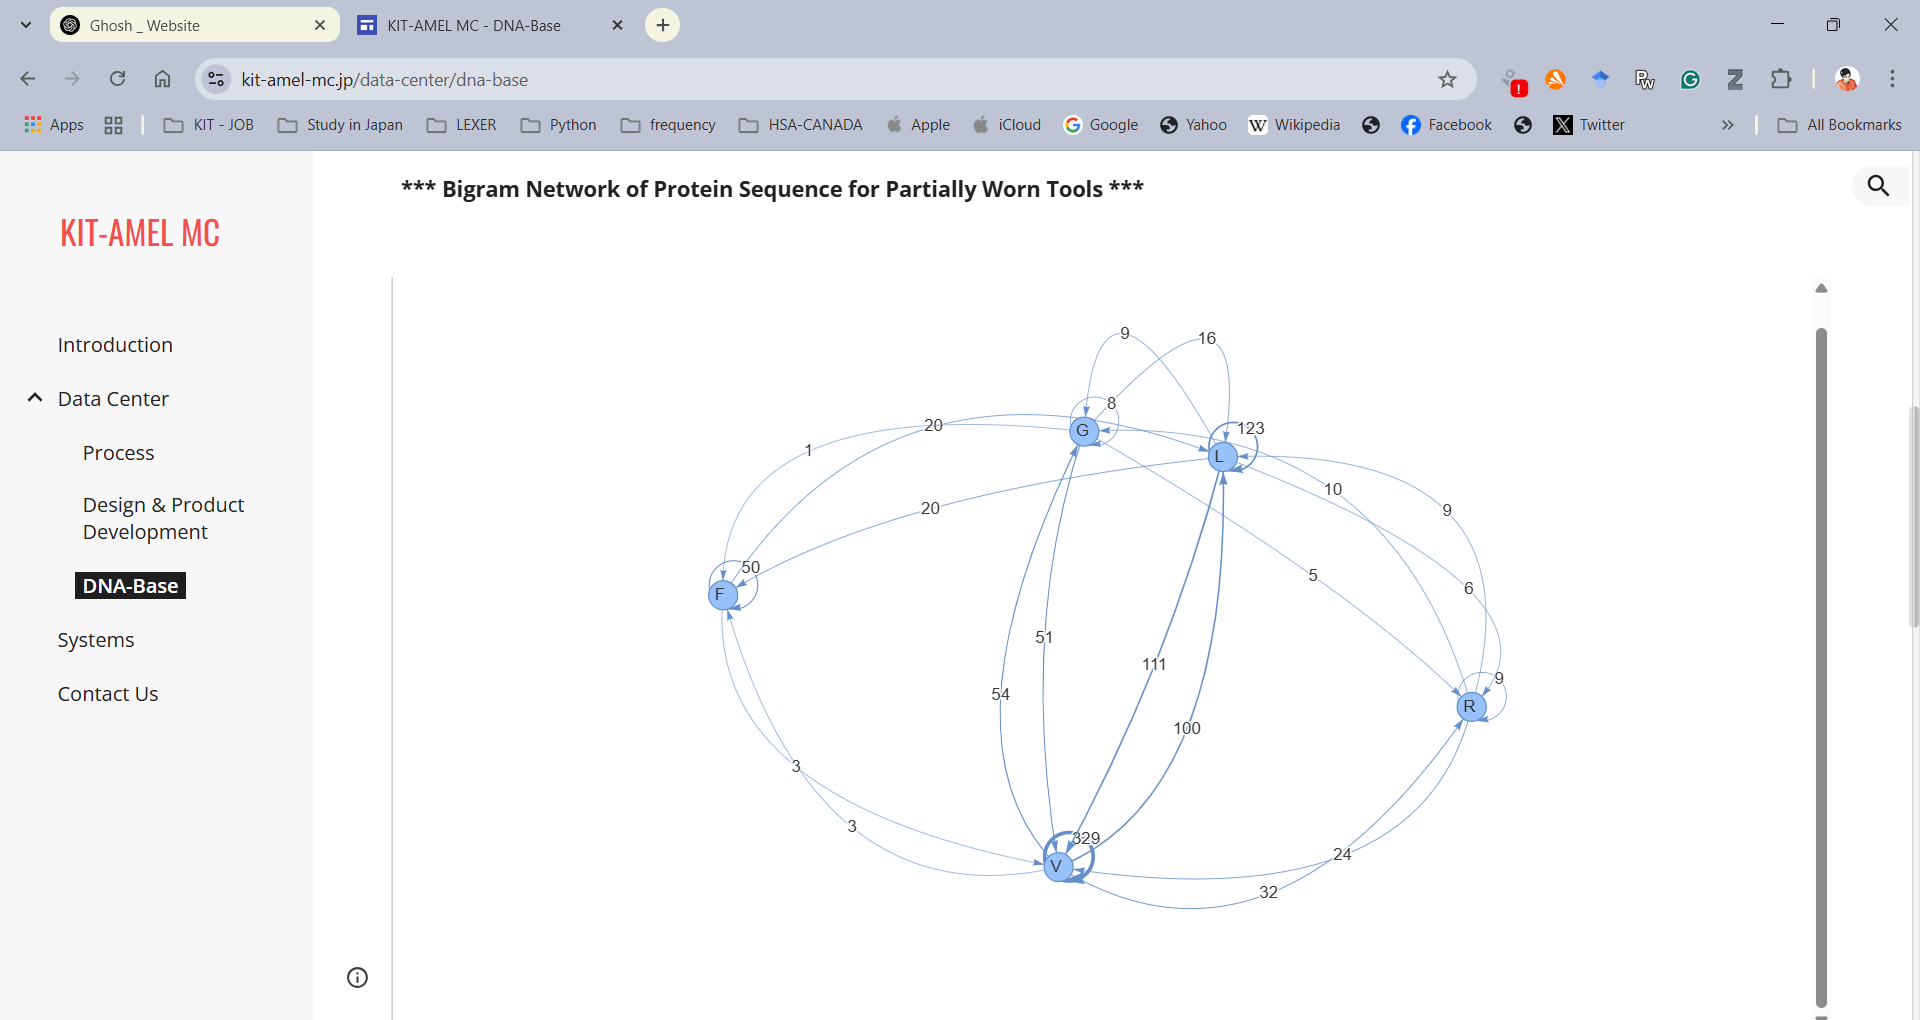 Ghosh _ Website
KIT-AMEL MC - DNA-Base
kit-amel-mc.jp/data-center/dna-base
Apps KIT - JOB Study in Japan LEXER Python frequency HSA-CANADA Apple iCloud Google Yahoo Wikipedia Facebook Twitter All Bookmarks
*** Bigram Network of Protein Sequence for Partially Worn Tools ***
KIT-AMEL MC
Introduction
Data Center
Process
Design & Product
Development
DNA-Base
Systems
Contact Us
9
16
8
20
G
123
1
L
10
20
9
50
5
6
F
51
111
9
54
R
100
3
3
329
24
V
32